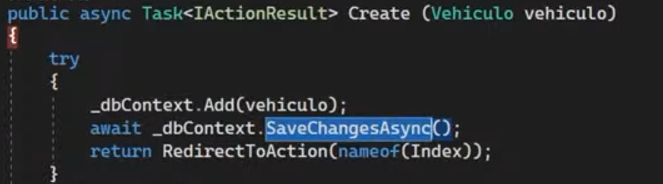 public async Task<IActionResult> Create (Vehiculo vehiculo)
{
try
{
_dbContext.Add(vehiculo);
await _dbContext.SaveChangesAsync();
return RedirectToAction(nameof(Index));
}